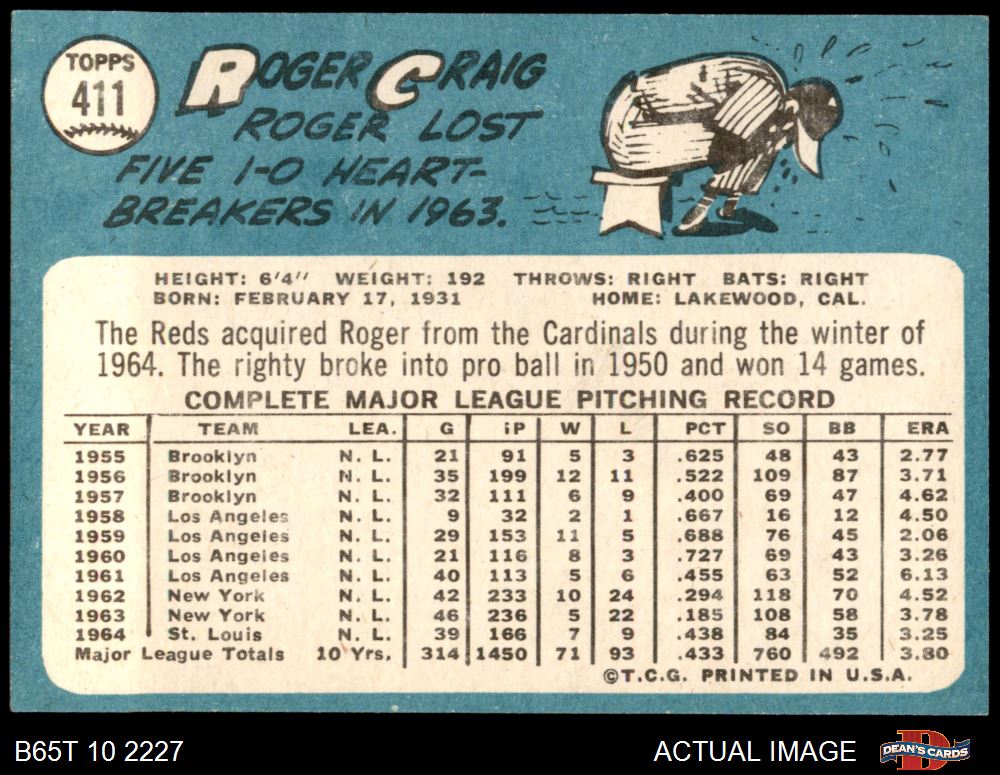 TOPPS
411
ROGER CRAIG
ROGER LOST
FIVE 1-0 HEART-
BREAKERS IN 1963.
HEIGHT: 6'4" WEIGHT: 192 THROWS: RIGHT BATS: RIGHT
BORN: FEBRUARY 17, 1931 HOME: LAKEWOOD, CAL.
The Reds acquired Roger from the Cardinals during the winter of
1964. The righty broke into pro ball in 1950 and won 14 games.
COMPLETE MAJOR LEAGUE PITCHING RECORD
YEAR TEAM LEA. G IP W L PCT SO BB ERA
1955 Brooklyn N. L. 21 91 5 3 .625 48 43 2.77
1956 Brooklyn N. L. 35 199 12 11 .522 109 87 3.71
1957 Brooklyn N. L. 32 111 6 9 .400 69 47 4.62
1958 Los Angeles N. L. 9 32 2 1 .667 16 12 4.50
1959 Los Angeles N. L. 29 153 11 5 .688 76 45 2.06
1960 Los Angeles N. L. 21 116 8 3 .727 69 43 3.26
1961 Los Angeles N. L. 40 113 5 6 .455 63 52 6.13
1962 New York N. L. 42 233 10 24 .294 118 70 4.52
1963 New York N. L. 46 236 5 22 .185 108 58 3.78
1964 St. Louis N. L. 39 166 7 9 .438 84 35 3.25
Major League Totals 10 Yrs. 314 1450 71 93 .433 760 492 3.80
©T.C.G. PRINTED IN U.S.A.
B65T 10 2227 ACTUAL IMAGE D DEAN'S CARDS